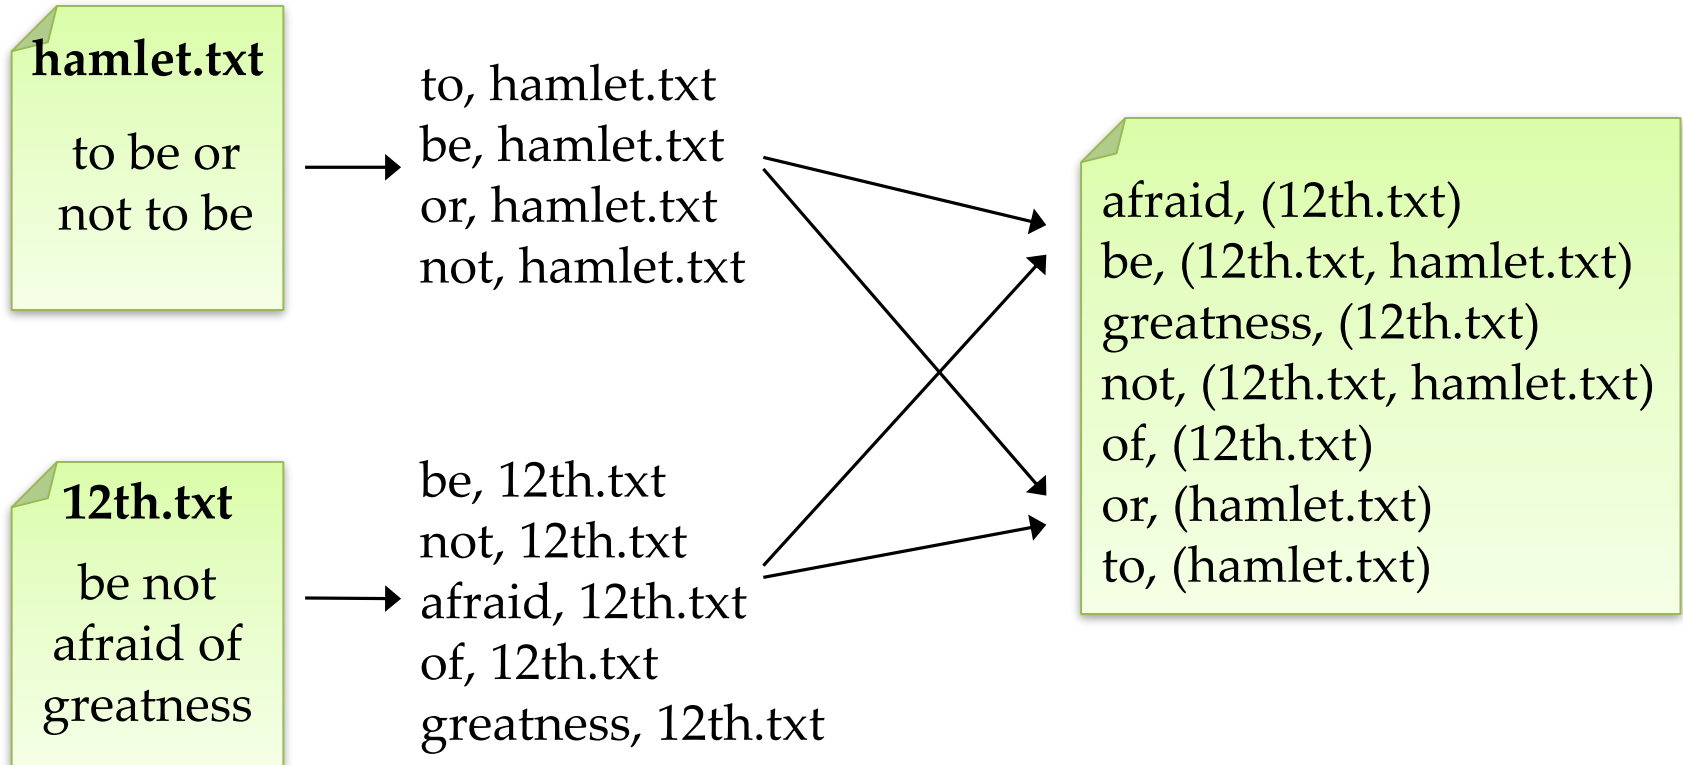 hamlet.txt
to be or
not to be
to, hamlet.txt
be, hamlet.txt
or, hamlet.txt
not, hamlet.txt
12th.txt
be not
afraid of
greatness
be, 12th.txt
not, 12th.txt
afraid, 12th.txt
of, 12th.txt
greatness, 12th.txt
afraid, (12th.txt)
be, (12th.txt, hamlet.txt)
greatness, (12th.txt)
not, (12th.txt, hamlet.txt)
of, (12th.txt)
or, (hamlet.txt)
to, (hamlet.txt)